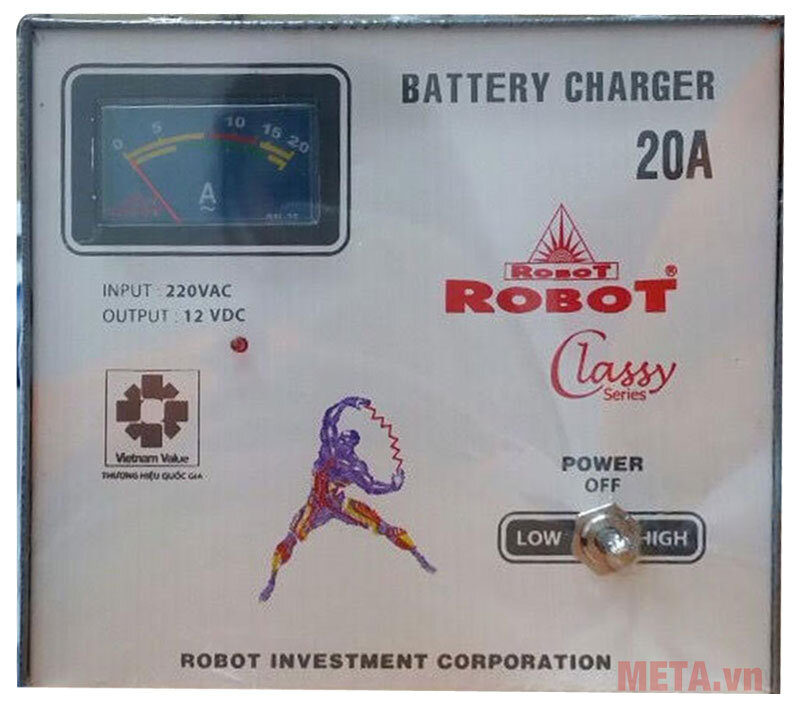 BATTERY CHARGER
20A
0 5 10 15 20
A
INPUT : 220VAC
OUTPUT : 12 VDC
ROBOT
ROBOT®
Classy
Series
Vietnam Value
THƯƠNG HIỆU QUỐC GIA
POWER
OFF
LOW HIGH
ROBOT INVESTMENT CORPORATION
META.vn